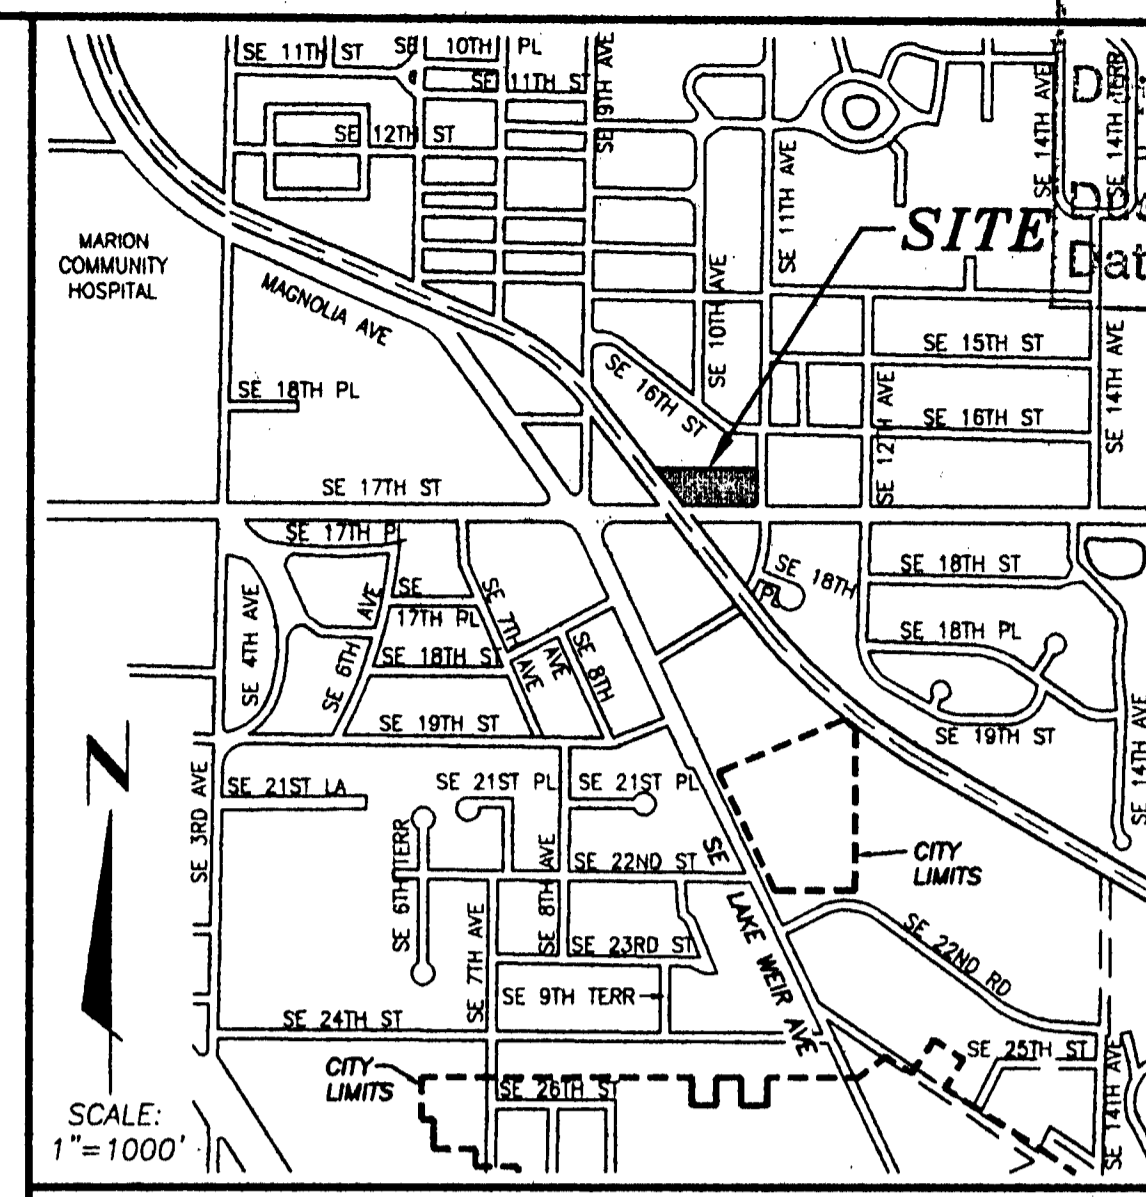 SE 11TH ST
SE 10TH PL
SE 11TH ST
SE 9TH AVE
SE 12TH ST
SE 14TH AVE
SE 14TH TERR
SE 11TH AVE
MARION
COMMUNITY
HOSPITAL
SITE
MAGNOLIA AVE
SE 10TH AVE
SE 15TH ST
SE 14TH AVE
SE 18TH PL
SE 16TH ST
SE 12TH AVE
SE 16TH ST
SE 17TH ST
SE 17TH PL
SE 18TH ST
SE 18TH
PL
SE 4TH AVE
SE 6TH AVE
SE
17TH PL
SE 7TH
AVE
SE 8TH
AVE
SE 18TH ST
SE 18TH PL
SE 19TH ST
SE 19TH ST
N
SE 3RD AVE
SE 21ST LA
SE 21ST PL
SE 21ST PL
SE 14TH AVE
SE 6TH TERR
SE 8TH AVE
SE 22ND ST
CITY
LIMITS
SE
LAKE WEIR AVE
SE 7TH AVE
SE 23RD ST
SE 22ND RD
SE 9TH TERR
SE 24TH ST
SE 25TH ST
CITY
LIMITS
SE 26TH ST
SE 14TH AVE
SCALE:
1"=1000'